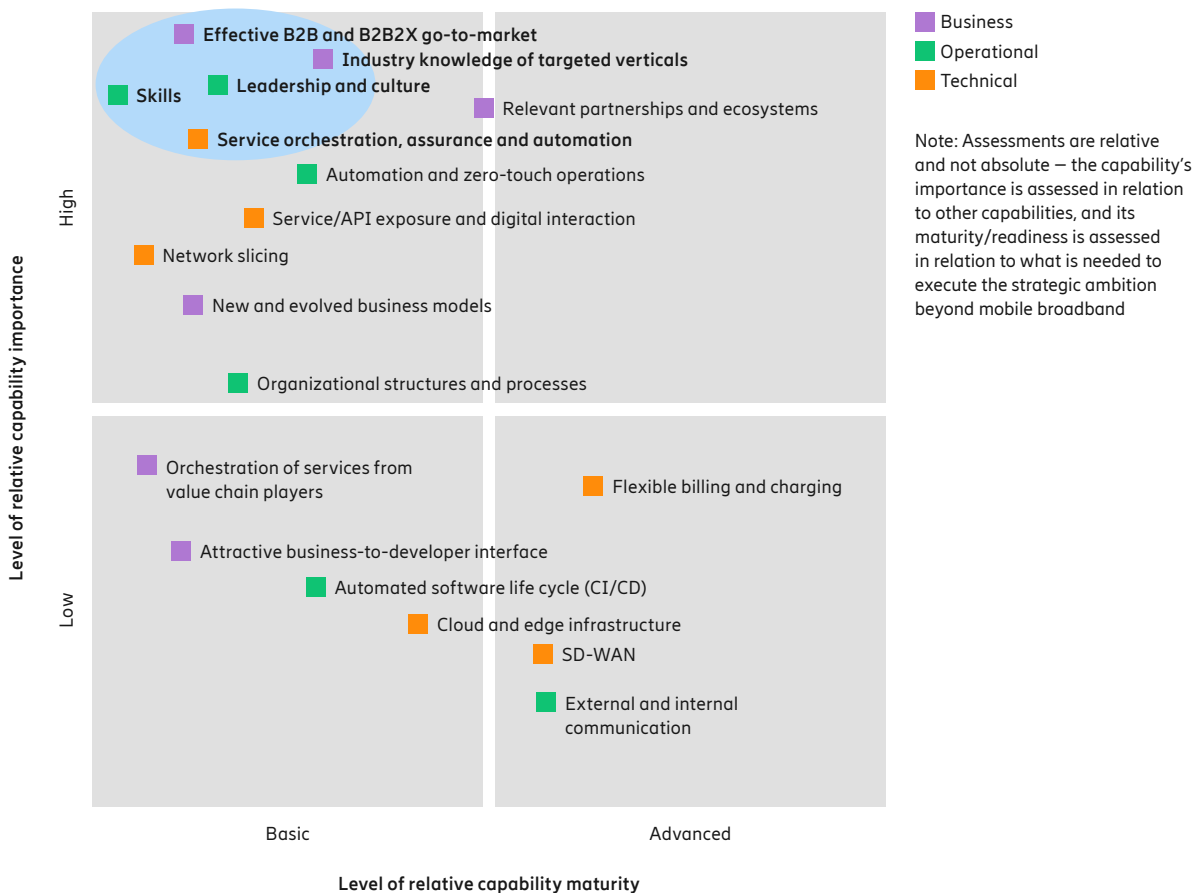 Effective B2B and B2B2X go-to-market
Industry knowledge of targeted verticals
Leadership and culture
Skills
Relevant partnerships and ecosystems
Service orchestration, assurance and automation
Automation and zero-touch operations
Service/API exposure and digital interaction
Network slicing
New and evolved business models
Organizational structures and processes
Orchestration of services from
value chain players
Flexible billing and charging
Attractive business-to-developer interface
Automated software life cycle (CI/CD)
Cloud and edge infrastructure
SD-WAN
External and internal
communication
High
Low
Level of relative capability importance
Basic
Advanced
Level of relative capability maturity
Business
Operational
Technical
Note: Assessments are relative
and not absolute – the capability’s
importance is assessed in relation
to other capabilities, and its
maturity/readiness is assessed
in relation to what is needed to
execute the strategic ambition
beyond mobile broadband